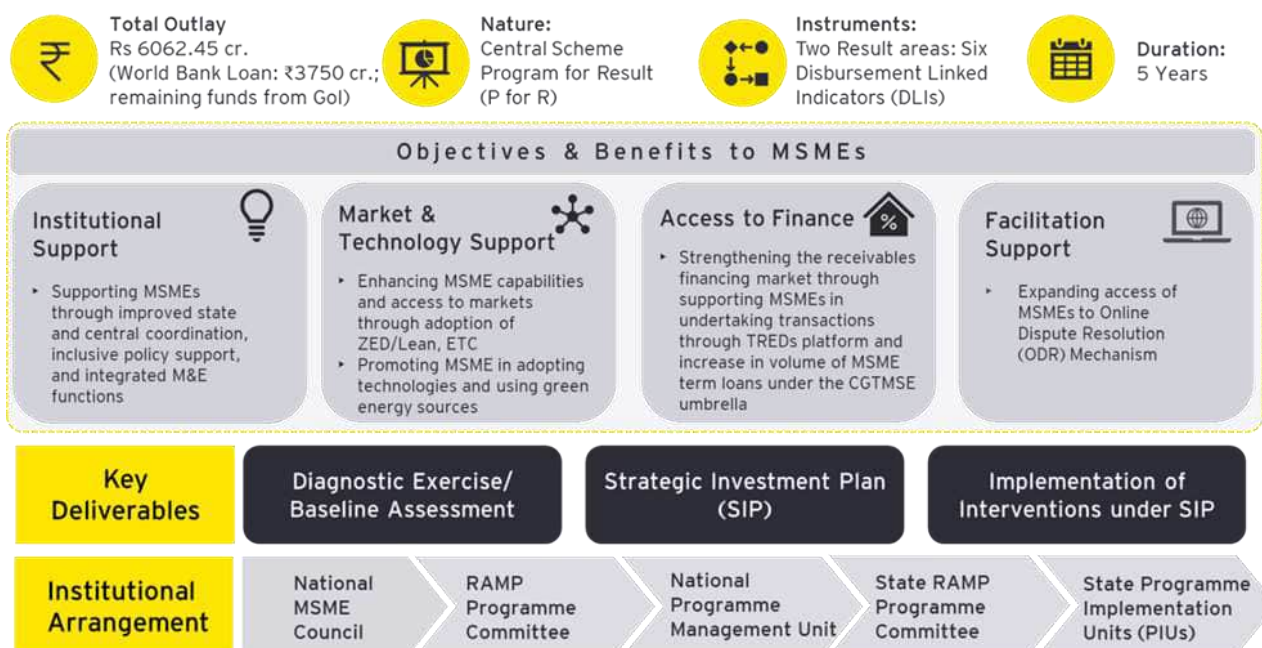 Total Outlay
Rs 6062.45 cr.
(World Bank Loan: ₹3750 cr.;
remaining funds from GoI)
Nature:
Central Scheme
Program for Result
(P for R)
Instruments:
Two Result areas: Six
Disbursement Linked
Indicators (DLIs)
Duration:
5 Years
Objectives & Benefits to MSMEs
Institutional
Support
‣ Supporting MSMEs
through improved state
and central coordination,
inclusive policy support,
and integrated M&E
functions
Market &
Technology Support
‣ Enhancing MSME capabilities
and access to markets
through adoption of
ZED/Lean, ETC
‣ Promoting MSME in adopting
technologies and using green
energy sources
Access to Finance
%
‣ Strengthening the receivables
financing market through
supporting MSMEs in
undertaking transactions
through TREDs platform and
increase in volume of MSME
term loans under the CGTMSE
umbrella
Facilitation
Support
‣ Expanding access of
MSMEs to Online
Dispute Resolution
(ODR) Mechanism
Key
Deliverables
Diagnostic Exercise/
Baseline Assessment
Strategic Investment Plan
(SIP)
Implementation of
Interventions under SIP
Institutional
Arrangement
National
MSME
Council
RAMP
Programme
Committee
National
Programme
Management Unit
State RAMP
Programme
Committee
State Programme
Implementation
Units (PIUs)